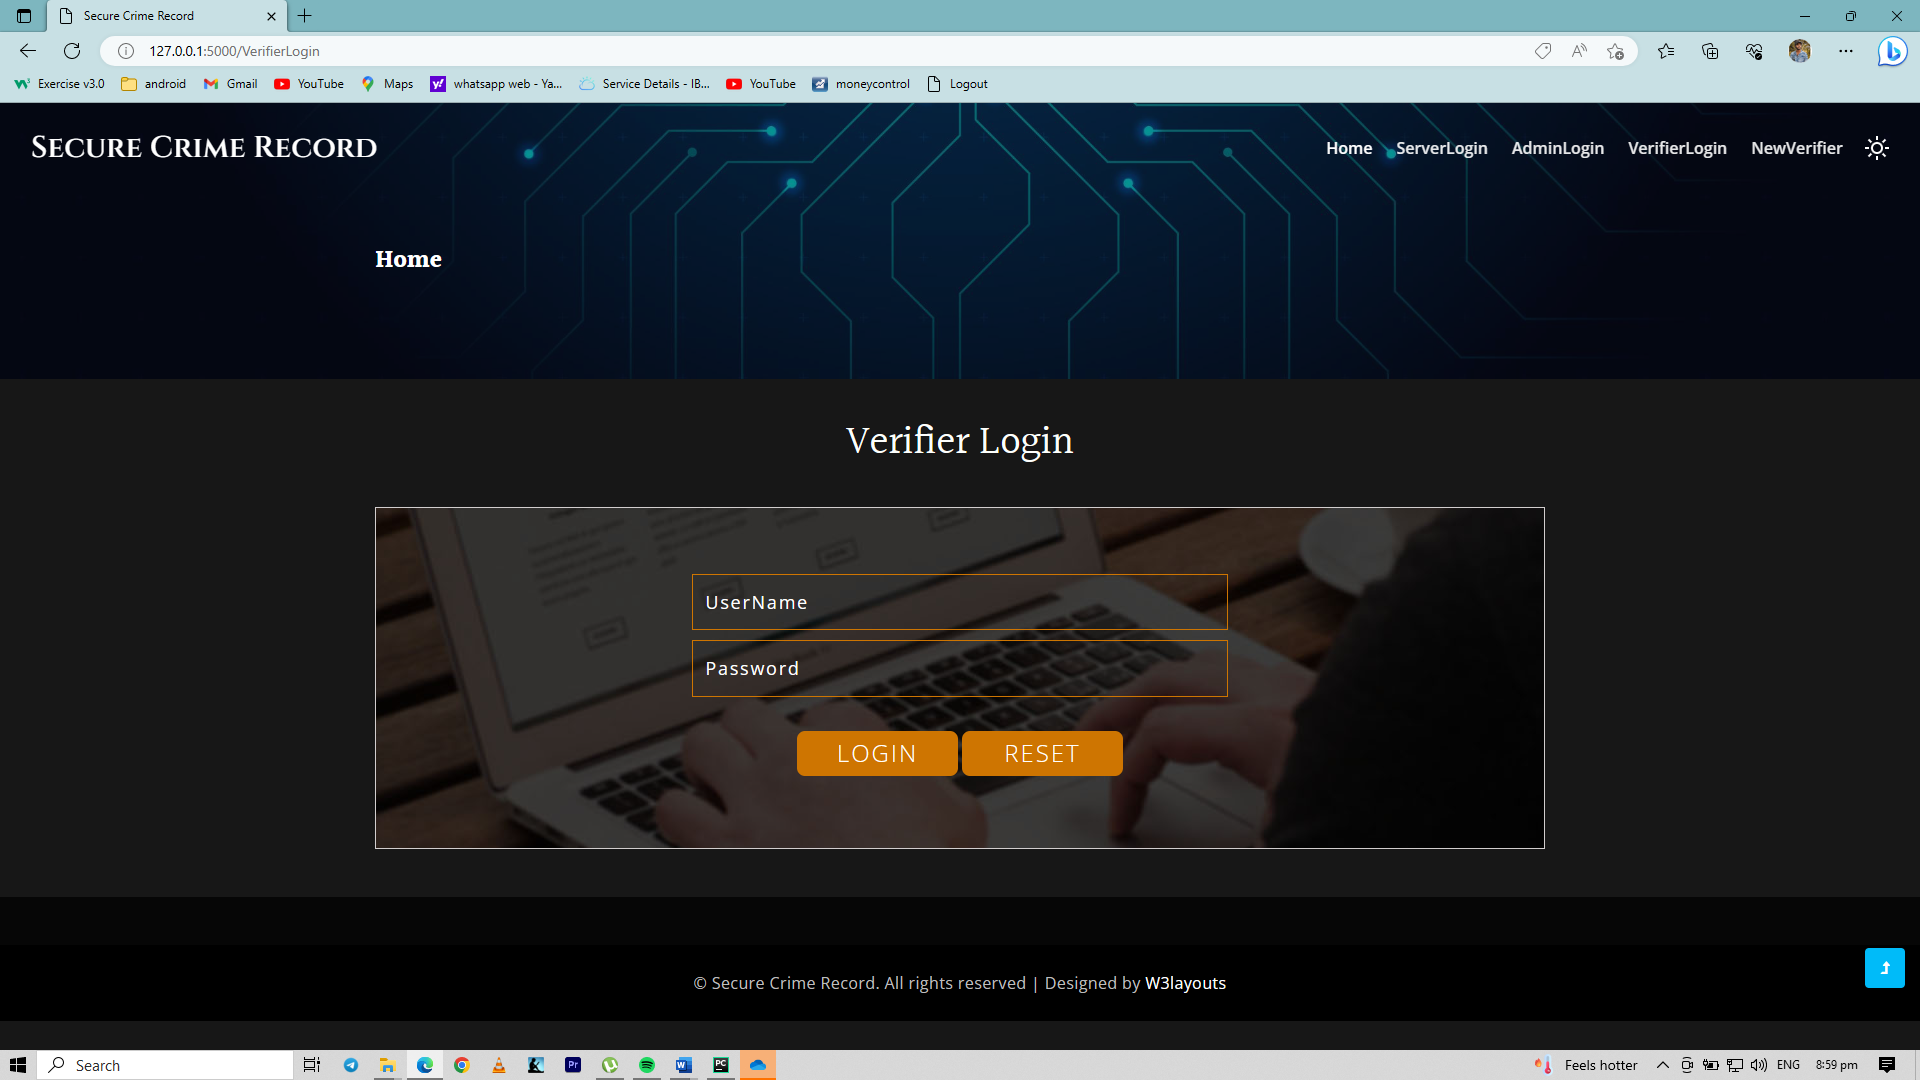 Secure Crime Record
127.0.0.1:5000/VerifierLogin
Exercise v3.0 android Gmail YouTube Maps whatsapp web - Ya... Service Details - IB... YouTube moneycontrol Logout
Secure Crime Record
Home ServerLogin AdminLogin VerifierLogin NewVerifier
Home
Verifier Login
UserName
Password
LOGIN RESET
© Secure Crime Record. All rights reserved | Designed by W3layouts
Search
Feels hotter ENG 8:59 pm